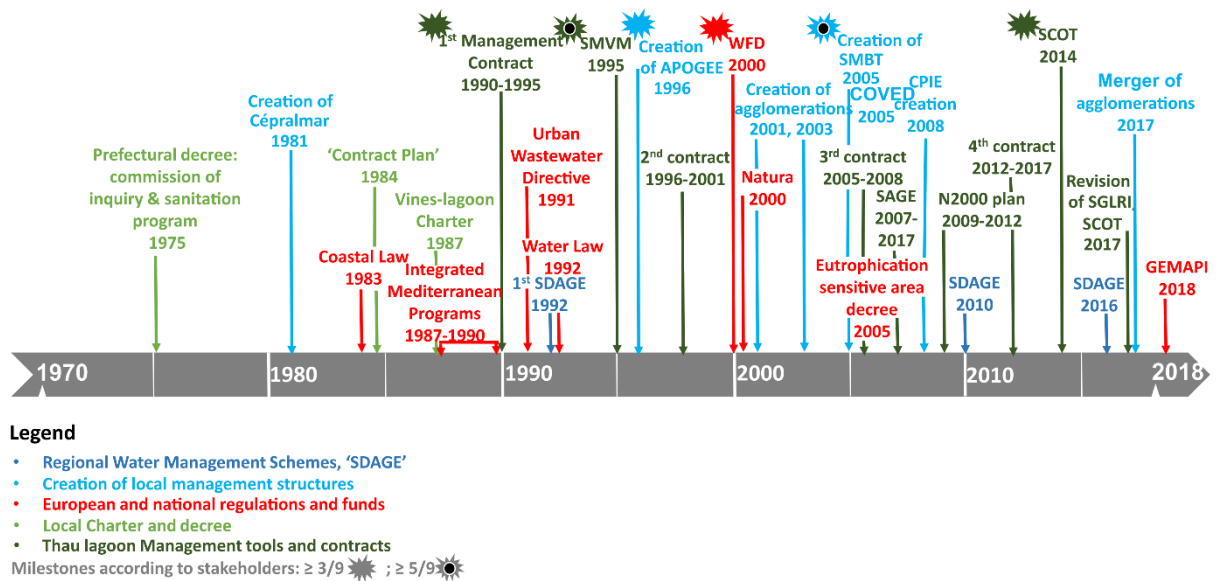 1st Management
Contract
1990-1995
SMVM
1995
Creation
of APOGEE
1996
WFD
2000
Creation of
SMBT
2005
COVED
2005
CPIE
creation
2008
SCOT
2014
Creation of
Cépralmar
1981
Creation of
agglomerations
2001, 2003
Merger of
agglomerations
2017
Prefectural decree:
commission of
inquiry & sanitation
program
1975
‘Contract Plan’
1984
Vines-lagoon
Charter
1987
Urban
Wastewater
Directive
1991
2nd contract
1996-2001
Natura
2000
3rd contract
2005-2008
SAGE
2007-
2017
4th contract
2012-2017
N2000 plan
2009-2012
Revision
of SGLRI,
SCOT
2017
Coastal Law
1983
Integrated
Mediterranean
Programs
1987-1990
Water Law
1992
1st SDAGE
1992
Eutrophication
sensitive area
decree
2005
SDAGE
2010
SDAGE
2016
GEMAPI
2018
1970
1980
1990
2000
2010
2018
Legend
• Regional Water Management Schemes, ‘SDAGE’
• Creation of local management structures
• European and national regulations and funds
• Local Charter and decree
• Thau lagoon Management tools and contracts
Milestones according to stakeholders: ≥ 3/9 ; ≥ 5/9